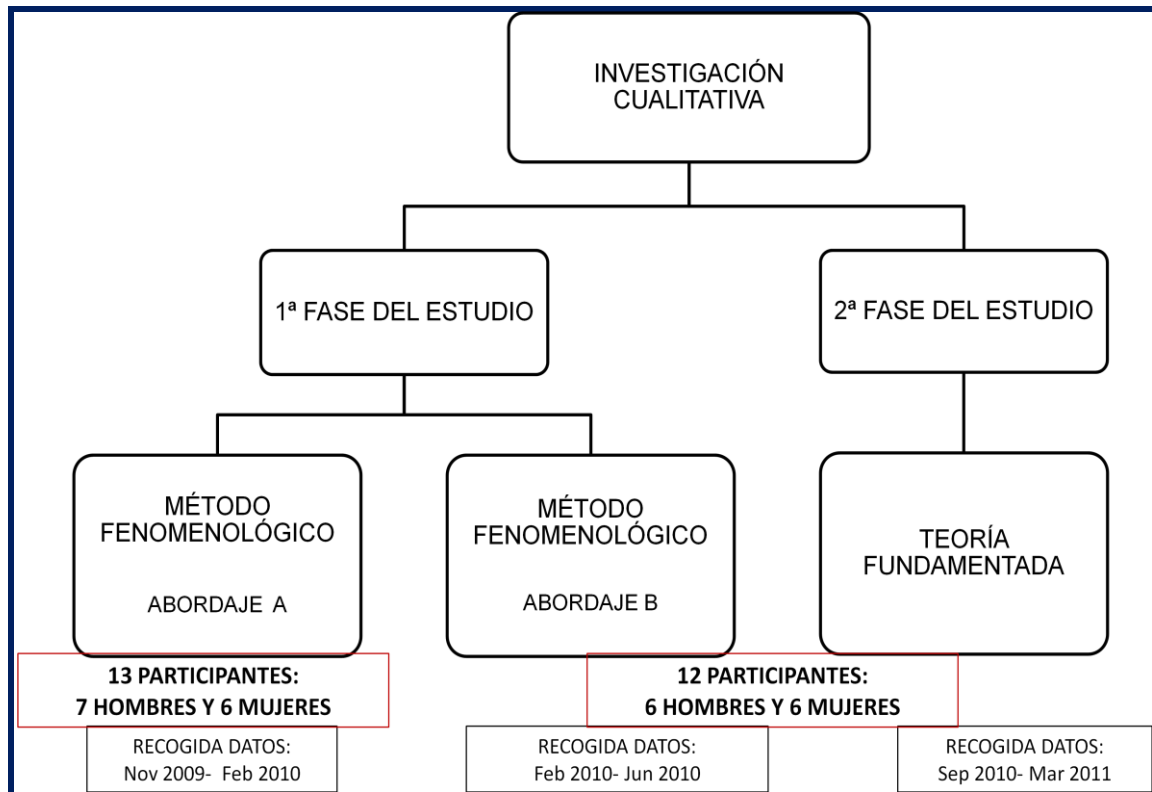 INVESTIGACIÓN
CUALITATIVA
1ª FASE DEL ESTUDIO
2ª FASE DEL ESTUDIO
MÉTODO
FENOMENOLÓGICO
ABORDAJE A
MÉTODO
FENOMENOLÓGICO
ABORDAJE B
TEORÍA
FUNDAMENTADA
13 PARTICIPANTES:
7 HOMBRES Y 6 MUJERES
12 PARTICIPANTES:
6 HOMBRES Y 6 MUJERES
RECOGIDA DATOS:
Nov 2009- Feb 2010
RECOGIDA DATOS:
Feb 2010- Jun 2010
RECOGIDA DATOS:
Sep 2010- Mar 2011